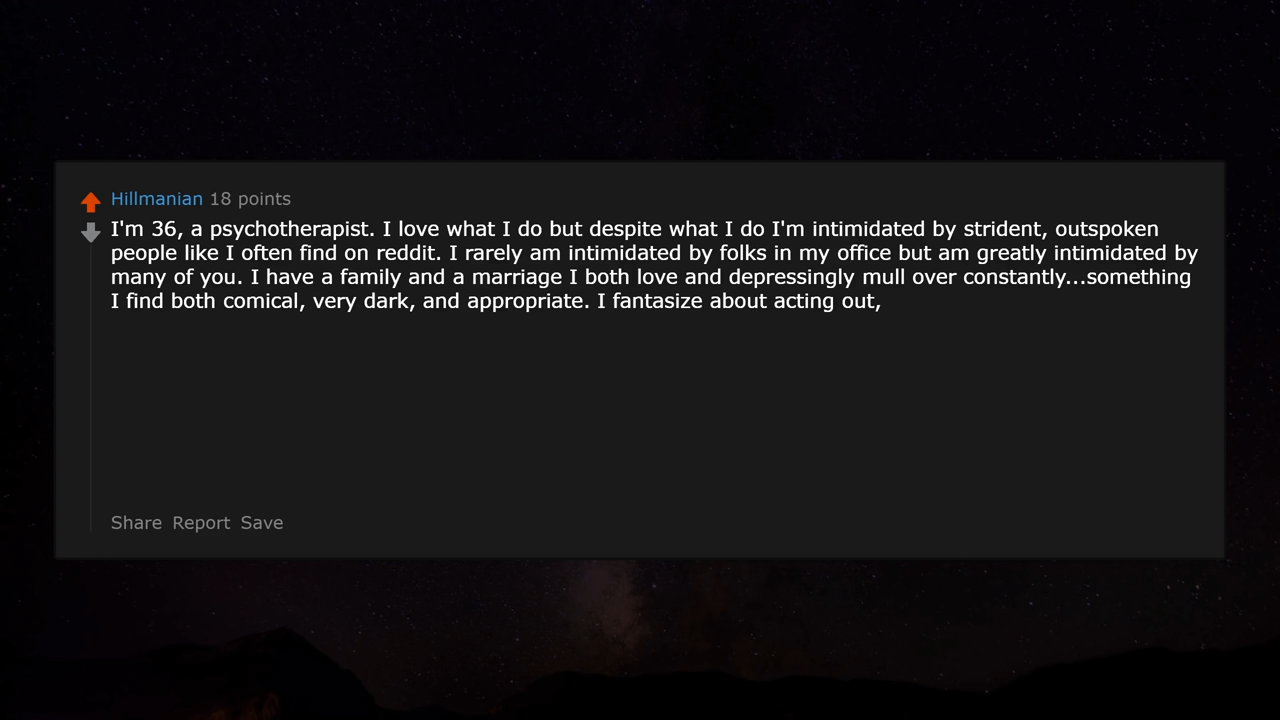 Hillmanian 18 points
I'm 36, a psychotherapist. I love what I do but despite what I do I'm intimidated by strident, outspoken
people like I often find on reddit. I rarely am intimidated by folks in my office but am greatly intimidated by
many of you. I have a family and a marriage I both love and depressingly mull over constantly...something
I find both comical, very dark, and appropriate. I fantasize about acting out,
Share Report Save